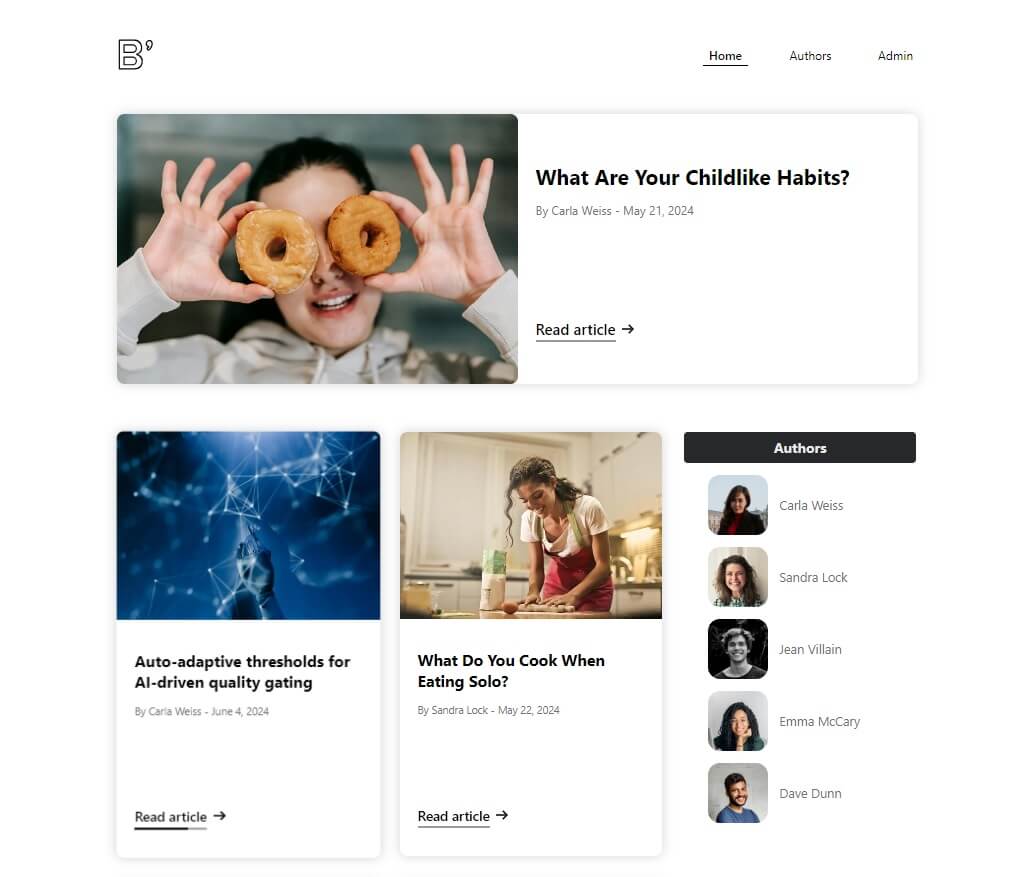 B’
Home Authors Admin
What Are Your Childlike Habits?
By Carla Weiss - May 21, 2024
Read article →
Auto-adaptive thresholds for
AI-driven quality gating
By Carla Weiss - June 4, 2024
Read article →
What Do You Cook When
Eating Solo?
By Sandra Lock - May 22, 2024
Read article →
Authors
Carla Weiss
Sandra Lock
Jean Villain
Emma McCary
Dave Dunn